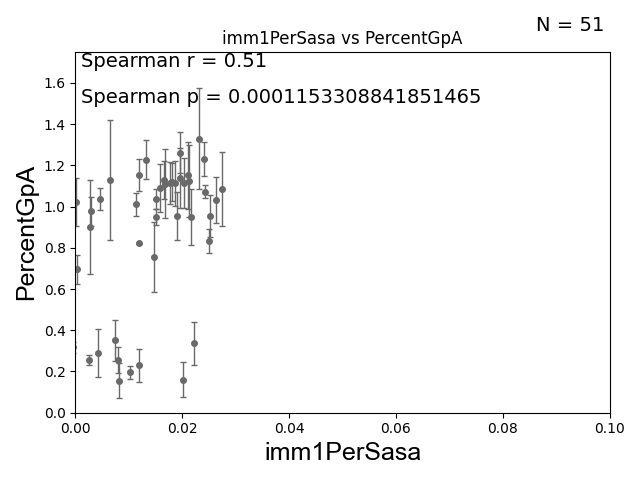 N = 51
imm1PerSasa vs PercentGpA
Spearman r = 0.51
Spearman p = 0.0001153308841851465
PercentGpA
1.6
1.4
1.2
1.0
0.8
0.6
0.4
0.2
0.0
0.00 0.02 0.04 0.06 0.08 0.10
imm1PerSasa